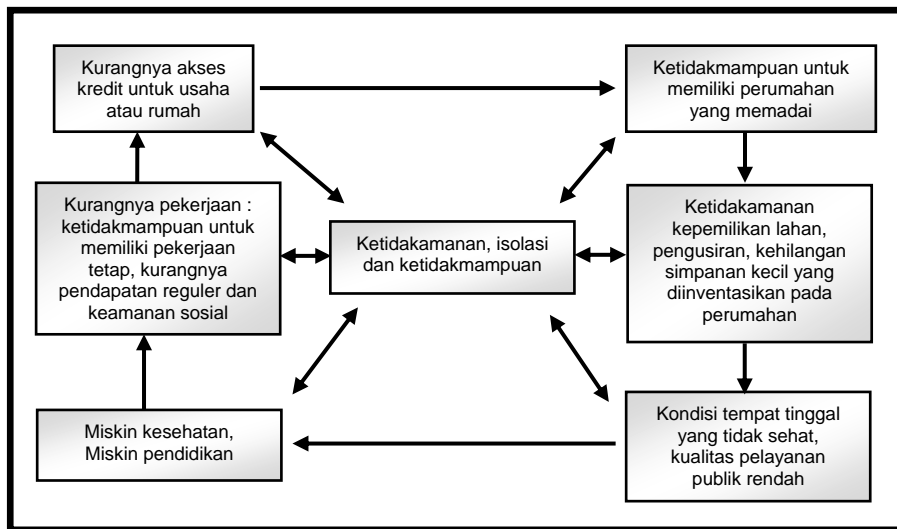 Kurangnya akses
kredit untuk usaha
atau rumah
Ketidakmampuan untuk
memiliki perumahan
yang memadai
Kurangnya pekerjaan :
ketidakmampuan untuk
memiliki pekerjaan
tetap, kurangnya
pendapatan reguler dan
keamanan sosial
Ketidakamanan, isolasi
dan ketidakmampuan
Ketidakamanan
kepemilikan lahan,
pengusiran, kehilangan
simpanan kecil yang
diinventasikan pada
perumahan
Miskin kesehatan,
Miskin pendidikan
Kondisi tempat tinggal
yang tidak sehat,
kualitas pelayanan
publik rendah